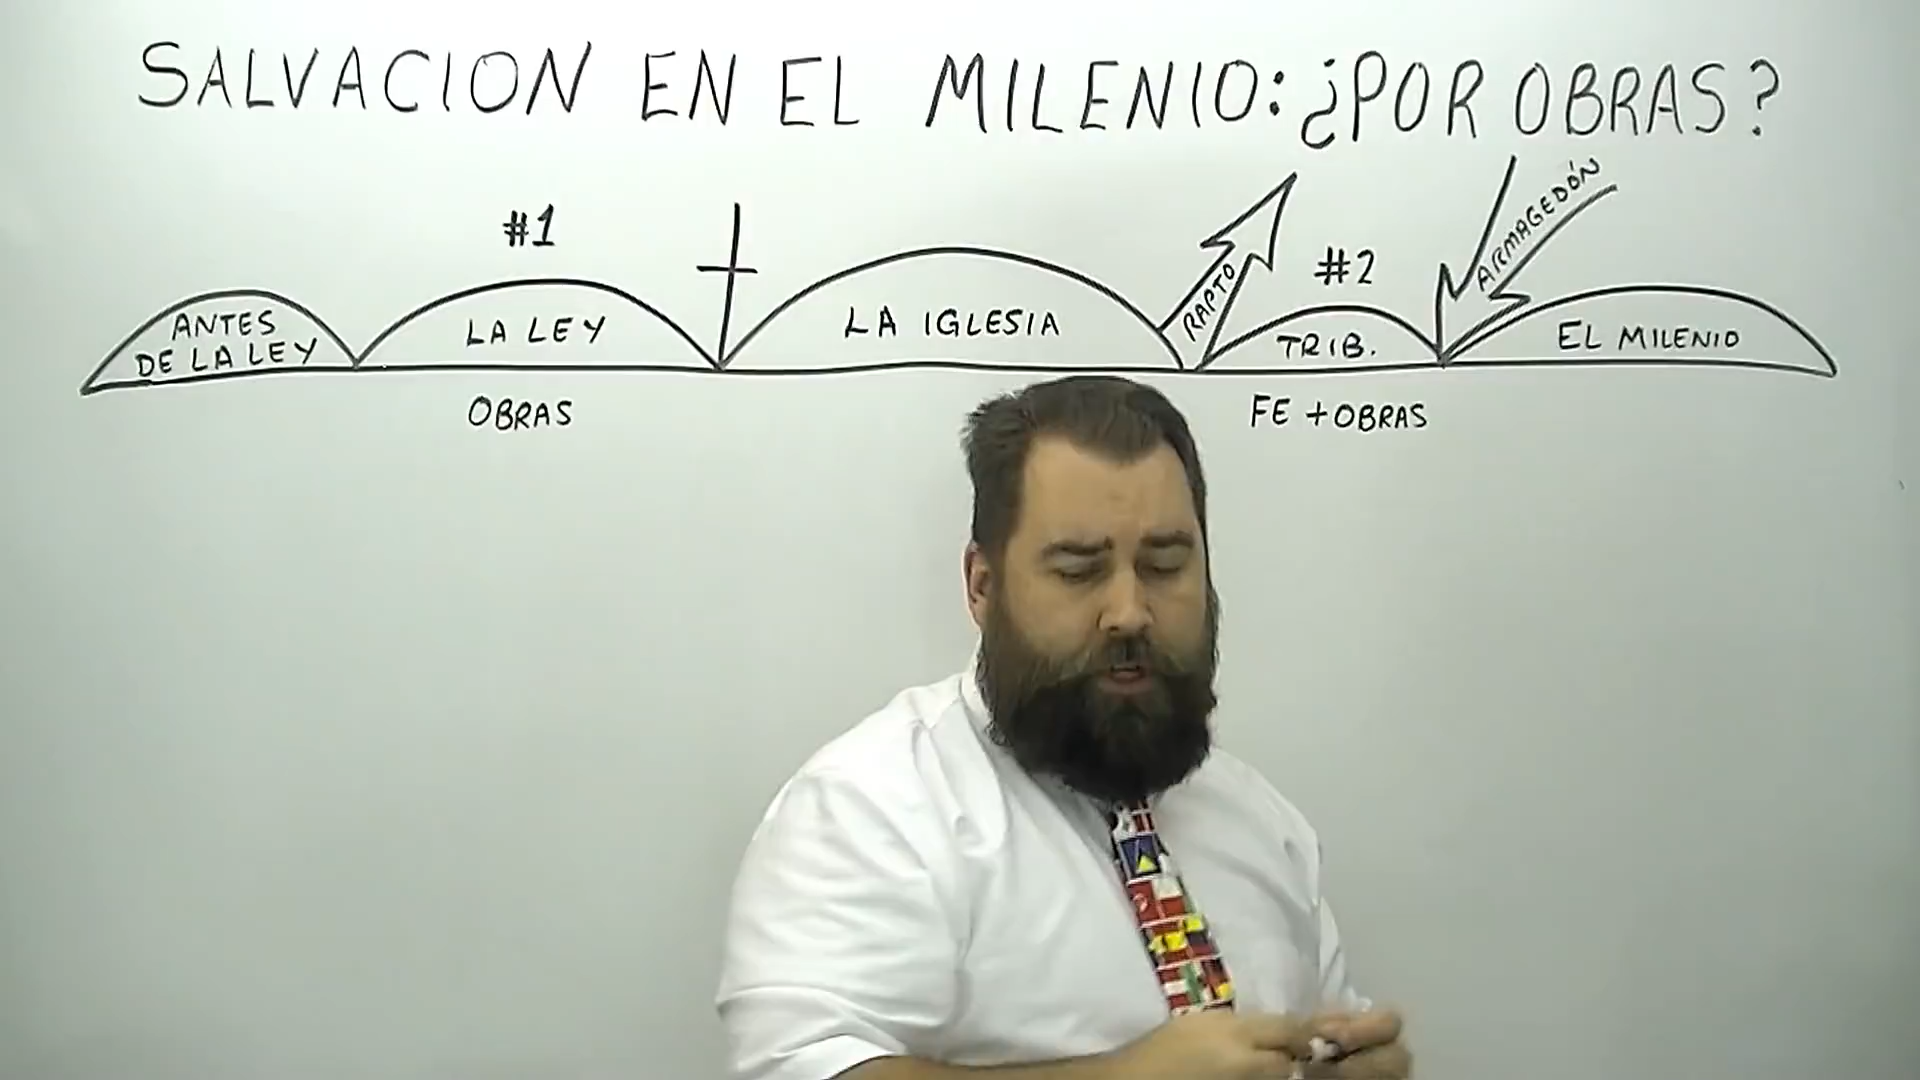 SALVACION EN EL MILENIO: ¿POR OBRAS?
#1
#2
ANTES
DE LA LEY
LA LEY
LA IGLESIA
RAPTO
TRIB.
ARMAGEDÓN
EL MILENIO
OBRAS
FE + OBRAS